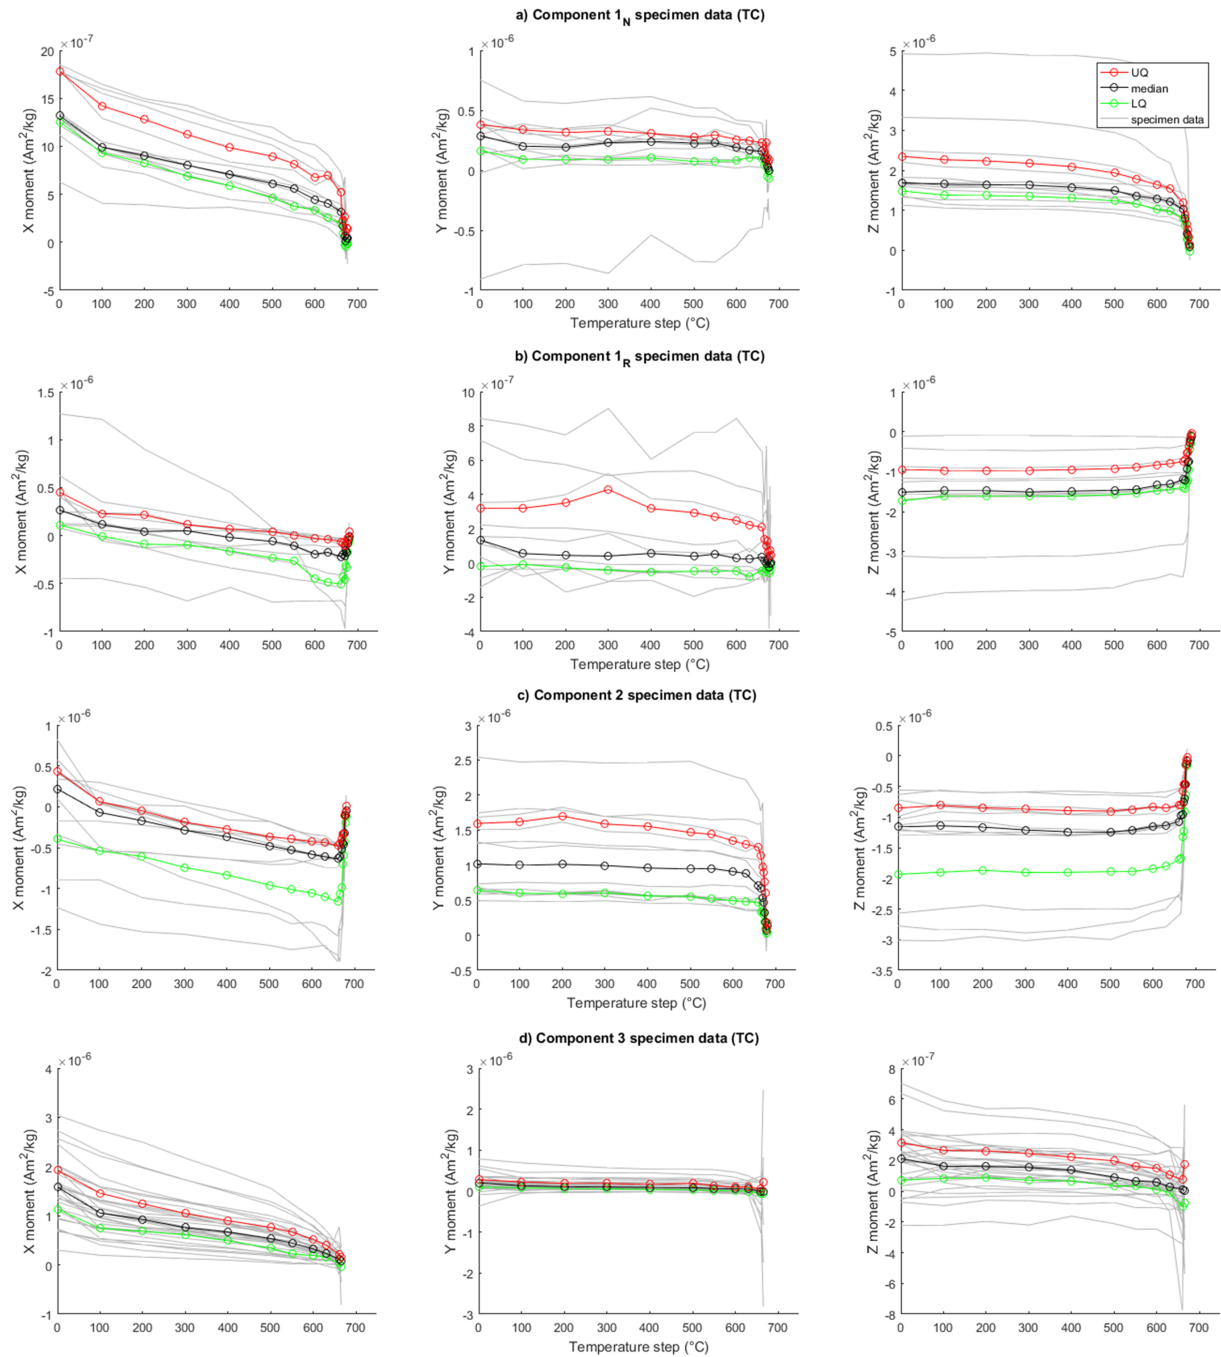 a) Component 1N specimen data (TC)
×10-7
20
15
10
5
0
-5
X moment (Am2/kg)
0 100 200 300 400 500 600 700
×10-6
1
0.5
0
-0.5
-1
Y moment (Am2/kg)
0 100 200 300 400 500 600 700
Temperature step (°C)
×10-6
5
4
3
2
1
0
-1
Z moment (Am2/kg)
0 100 200 300 400 500 600 700
UQ
median
LQ
specimen data
b) Component 1R specimen data (TC)
×10-6
1.5
1
0.5
0
-0.5
-1
X moment (Am2/kg)
0 100 200 300 400 500 600 700
×10-7
10
8
6
4
2
0
-2
-4
Y moment (Am2/kg)
0 100 200 300 400 500 600 700
Temperature step (°C)
×10-6
1
0
-1
-2
-3
-4
-5
Z moment (Am2/kg)
0 100 200 300 400 500 600 700
c) Component 2 specimen data (TC)
×10-6
1
0.5
0
-0.5
-1
-1.5
-2
X moment (Am2/kg)
0 100 200 300 400 500 600 700
×10-6
3
2.5
2
1.5
1
0.5
0
-0.5
Y moment (Am2/kg)
0 100 200 300 400 500 600 700
Temperature step (°C)
×10-6
0.5
0
-0.5
-1
-1.5
-2
-2.5
-3
-3.5
Z moment (Am2/kg)
0 100 200 300 400 500 600 700
d) Component 3 specimen data (TC)
×10-6
4
3
2
1
0
-1
X moment (Am2/kg)
0 100 200 300 400 500 600 700
×10-6
3
2
1
0
-1
-2
-3
Y moment (Am2/kg)
0 100 200 300 400 500 600 700
Temperature step (°C)
×10-7
8
6
4
2
0
-2
-4
-6
-8
Z moment (Am2/kg)
0 100 200 300 400 500 600 700